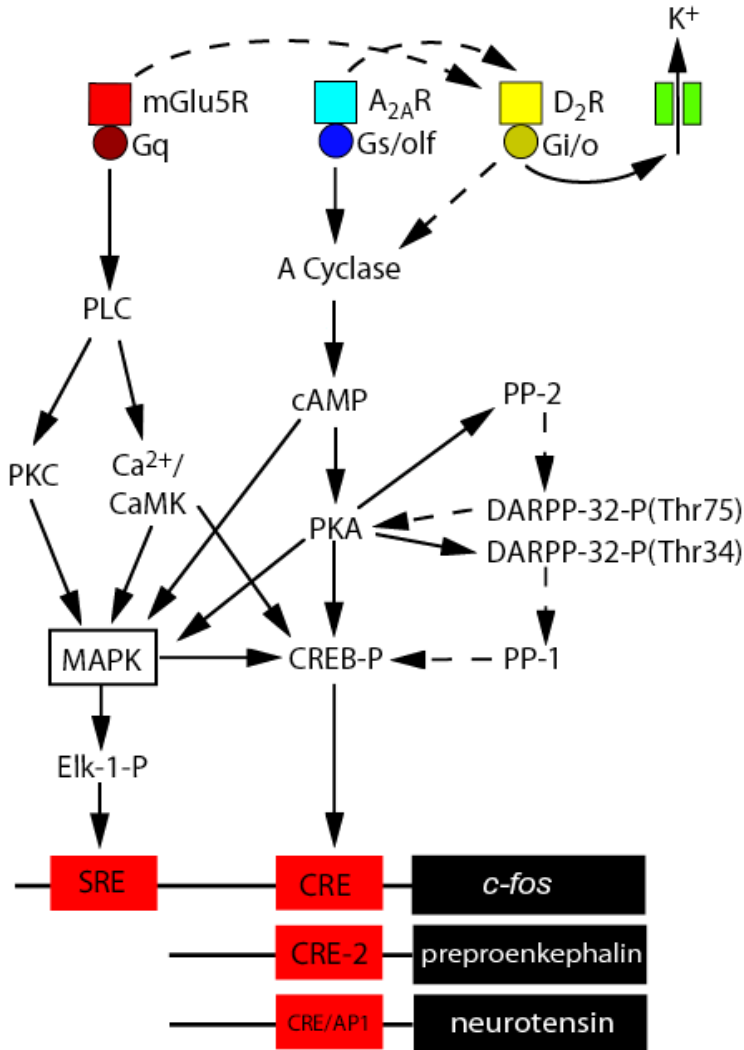 K⁺
mGlu5R
A₂ₐR
D₂R
Gq
Gs/olf
Gi/o
A Cyclase
PLC
cAMP
PP-2
PKC
Ca²⁺/
CaMK
PKA
DARPP-32-P(Thr75)
DARPP-32-P(Thr34)
MAPK
CREB-P
PP-1
Elk-1-P
SRE
CRE
c-fos
CRE-2
preproenkephalin
CRE/AP1
neurotensin